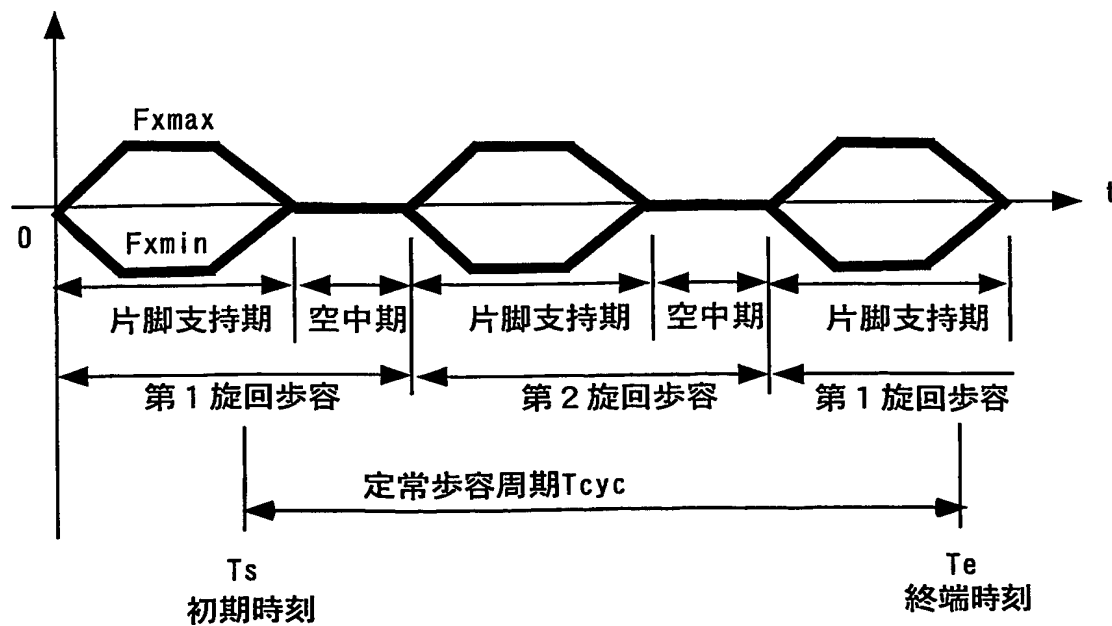 Fxmax
t
0
Fxmin
片脚支持期
空中期
片脚支持期
空中期
片脚支持期
第1旋回歩容
第2旋回歩容
第1旋回歩容
定常歩容周期Tcyc
Ts
初期時刻
Te
終端時刻